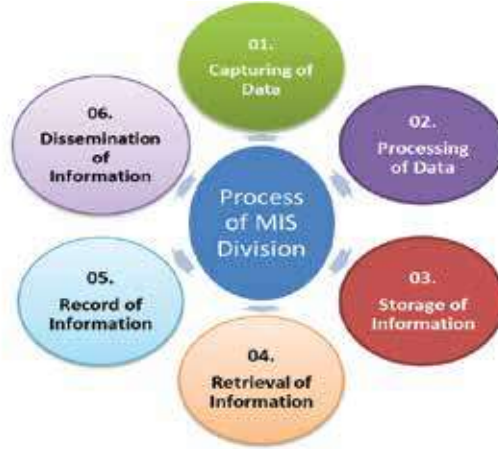 01.
Capturing of
Data
02.
Processing
of Data
03.
Storage of
Information
04.
Retrieval of
Information
05.
Record of
Information
06.
Dissemination
of
Information
Process
of MIS
Division